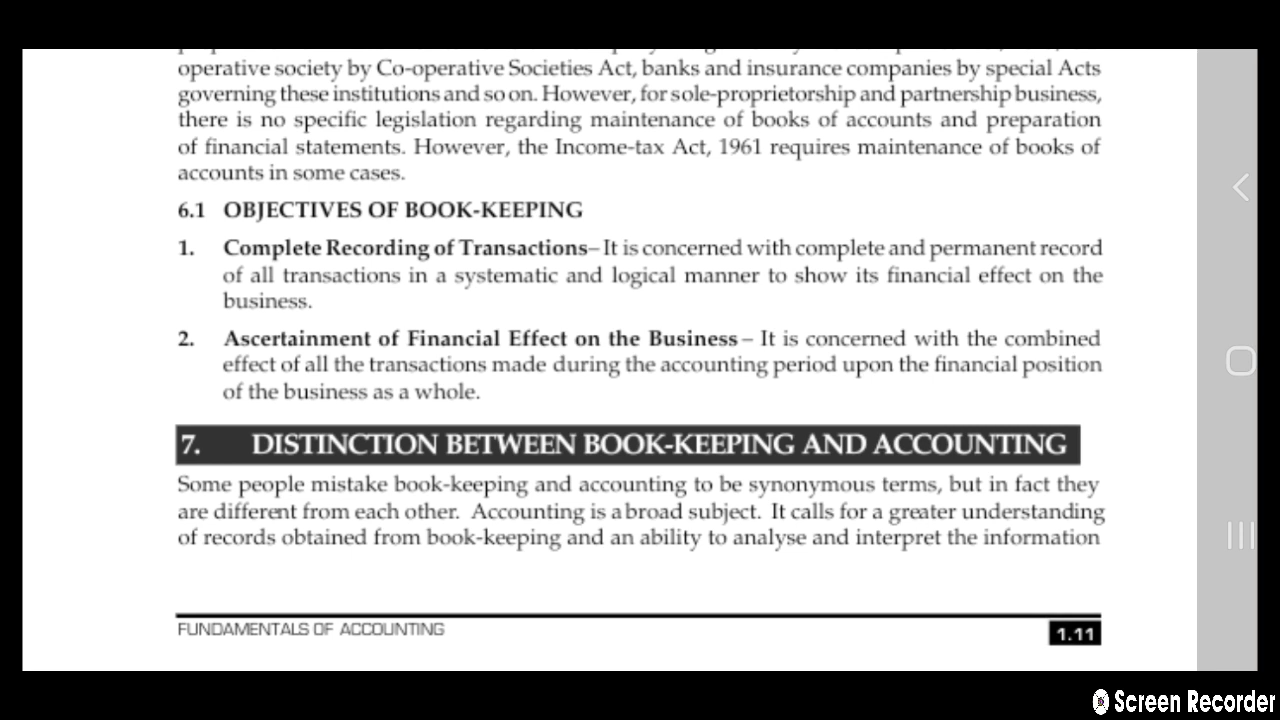 operative society by Co-operative Societies Act, banks and insurance companies by special Acts
governing these institutions and so on. However, for sole-proprietorship and partnership business,
there is no specific legislation regarding maintenance of books of accounts and preparation
of financial statements. However, the Income-tax Act, 1961 requires maintenance of books of
accounts in some cases.
6.1 OBJECTIVES OF BOOK-KEEPING
1. Complete Recording of Transactions– It is concerned with complete and permanent record
of all transactions in a systematic and logical manner to show its financial effect on the
business.
2. Ascertainment of Financial Effect on the Business – It is concerned with the combined
effect of all the transactions made during the accounting period upon the financial position
of the business as a whole.
7. DISTINCTION BETWEEN BOOK-KEEPING AND ACCOUNTING
Some people mistake book-keeping and accounting to be synonymous terms, but in fact they
are different from each other. Accounting is a broad subject. It calls for a greater understanding
of records obtained from book-keeping and an ability to analyse and interpret the information
FUNDAMENTALS OF ACCOUNTING
1.11
Screen Recorder